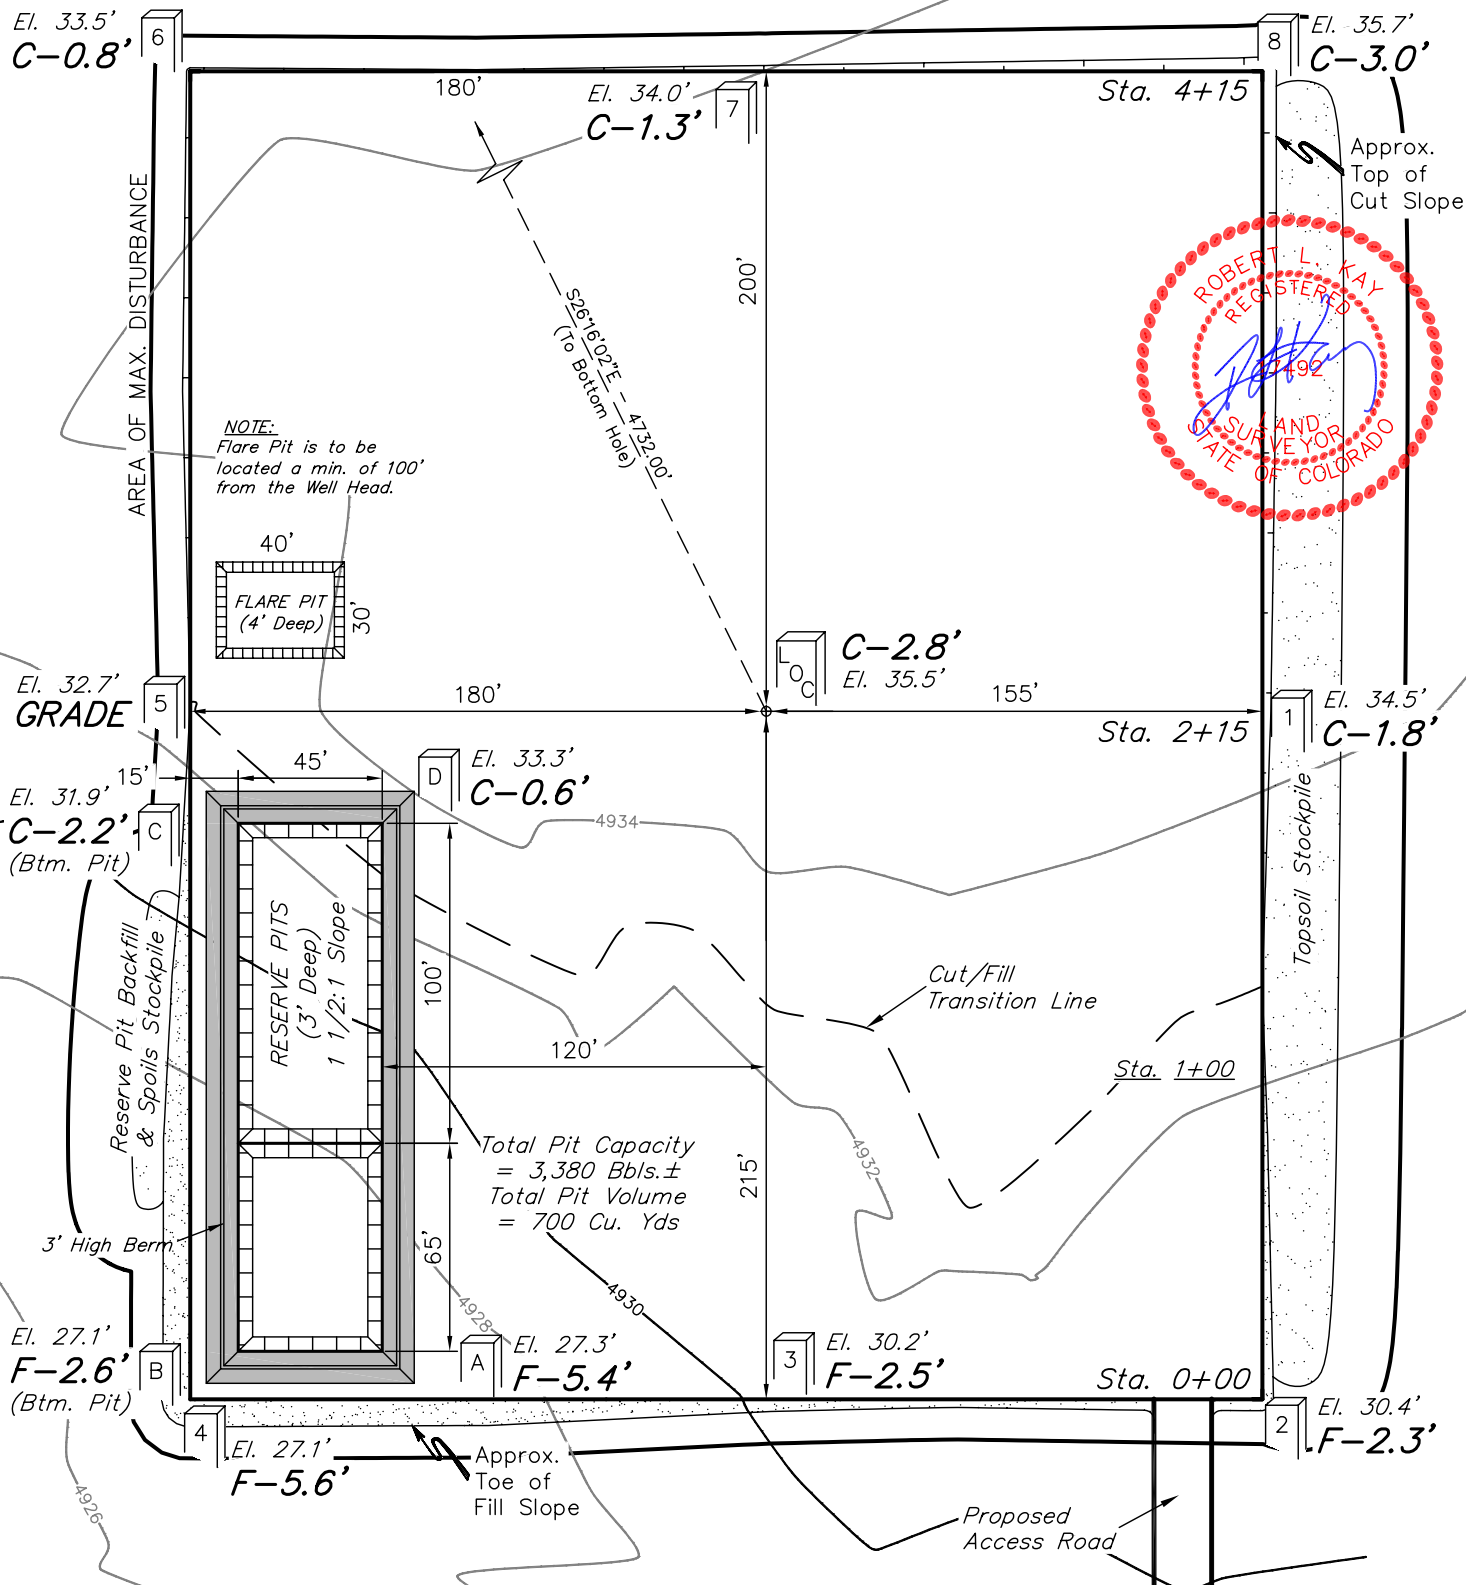 El. 33.5'
C-0.8'
6
El. 35.7'
C-3.0'
8
180'
El. 34.0'
C-1.3'
7
Sta. 4+15
Approx.
Top of
Cut Slope
AREA OF MAX. DISTURBANCE
200'
S26°16'02"E - 4732.00'
(To Bottom Hole)
ROBERT L. KAY
REGISTERED
17492
LAND
SURVEYOR
STATE OF COLORADO
NOTE:
Flare Pit is to be
located a min. of 100'
from the Well Head.
40'
FLARE PIT
(4' Deep)
30'
LOC
C-2.8'
El. 35.5'
El. 32.7'
GRADE
5
180'
155'
Sta. 2+15
1
El. 34.5'
C-1.8'
15'
45'
D
El. 33.3'
C-0.6'
El. 31.9'
C-2.2'
(Btm. Pit)
C
4934
Topsoil Stockpile
Reserve Pit Backfill
& Spoils Stockpile
RESERVE PITS
(3' Deep)
1 1/2:1 Slope
100'
Cut/Fill
Transition Line
120'
Sta. 1+00
4932
Total Pit Capacity
= 3,380 Bbls.±
Total Pit Volume
= 700 Cu. Yds
215'
3' High Berm
65'
4930
4928
El. 27.1'
F-2.6'
(Btm. Pit)
B
A
El. 27.3'
F-5.4'
3
El. 30.2'
F-2.5'
Sta. 0+00
2
El. 30.4'
F-2.3'
4
El. 27.1'
F-5.6'
Approx.
Toe of
Fill Slope
4926
Proposed
Access Road